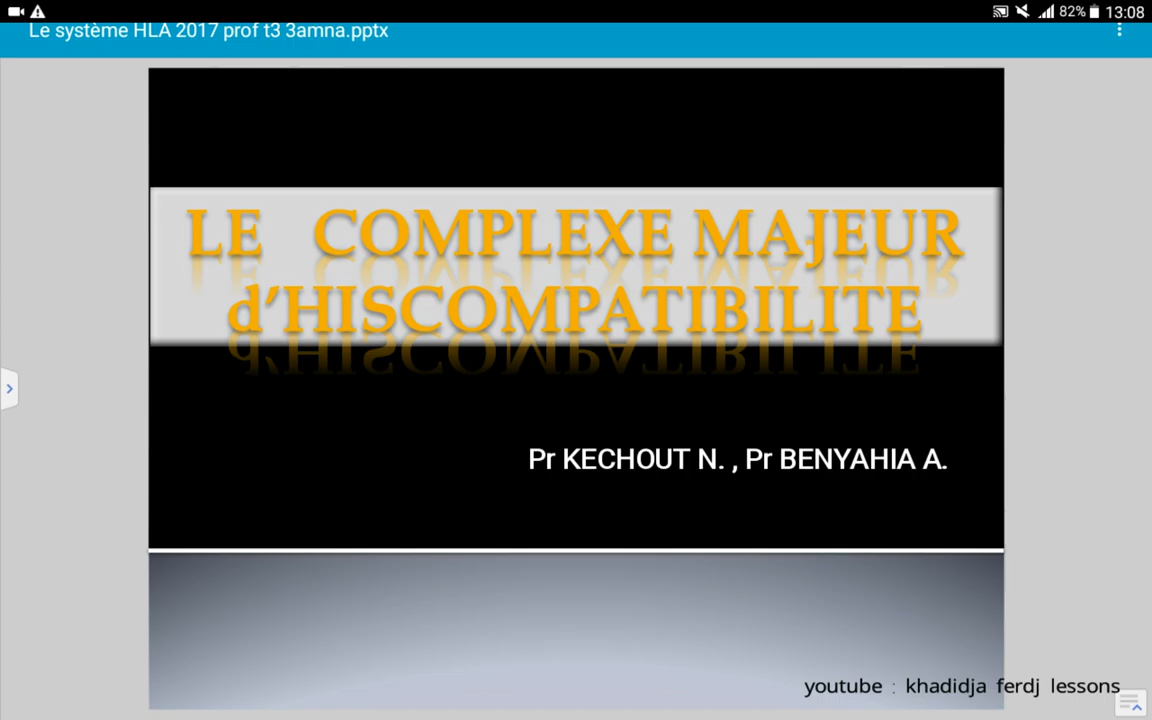 82% 13:08
Le système HLA 2017 prof t3 3amna.pptx
LE COMPLEXE MAJEUR
d’HISCOMPATIBILITE
Pr KECHOUT N. , Pr BENYAHIA A.
youtube : khadidja ferdj lessons